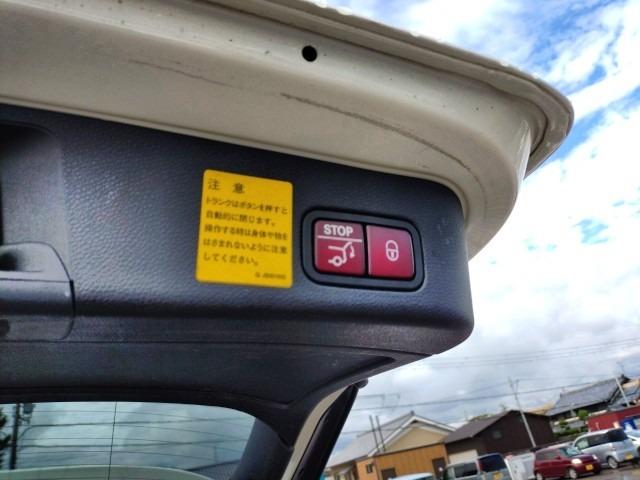 注 意
トランクはボタンを押すと
自動的に閉じます。
操作する時は身体や物を
はさまれないように注意
してください。
STOP